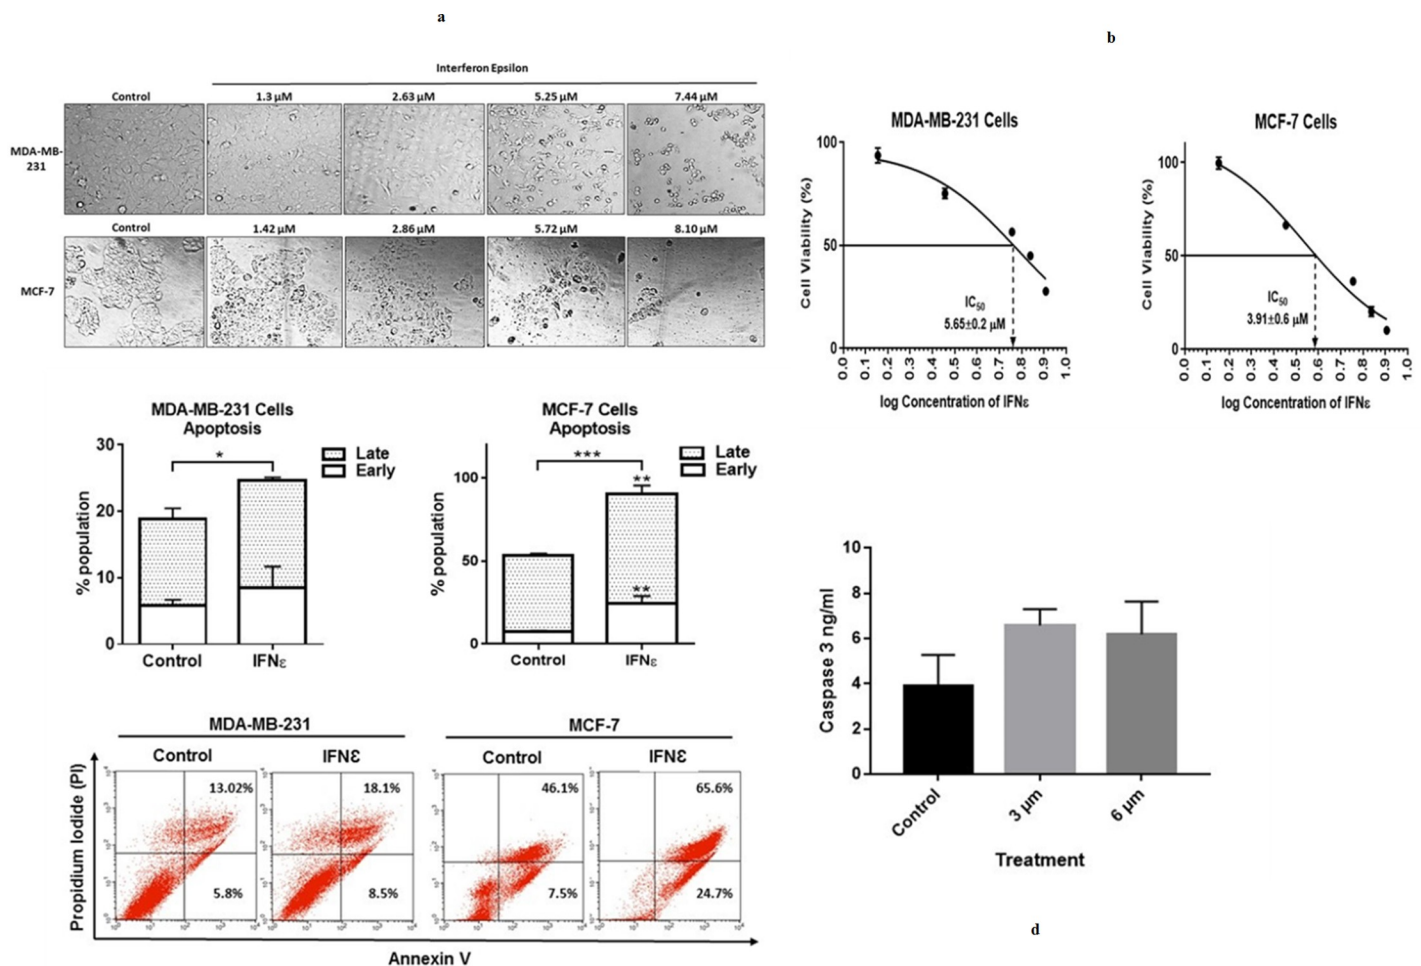 a
b
Interferon Epsilon
Control 1.3 µM 2.63 µM 5.25 µM 7.44 µM
MDA-MB-
231
Control 1.42 µM 2.86 µM 5.72 µM 8.10 µM
MCF-7
MDA-MB-231 Cells
Cell Viability (%)
100
50
0
IC50
5.65±0.2 µM
0.0 0.1 0.2 0.3 0.4 0.5 0.6 0.7 0.8 0.9 1.0
log Concentration of IFNε
MCF-7 Cells
Cell Viability (%)
100
50
0
IC50
3.91±0.6 µM
0.0 0.1 0.2 0.3 0.4 0.5 0.6 0.7 0.8 0.9 1.0
log Concentration of IFNε
MDA-MB-231 Cells
Apoptosis
% population
30
20
10
0
*
Late
Early
Control IFNε
MCF-7 Cells
Apoptosis
% population
100
50
0
***
**
**
Late
Early
Control IFNε
Caspase 3 ng/ml
10
8
6
4
2
0
Control 3 µm 6 µm
Treatment
MDA-MB-231 MCF-7
Control IFNƐ Control IFNƐ
Propidium Iodide (PI)
13.02% 18.1% 46.1% 65.6%
5.8% 8.5% 7.5% 24.7%
Annexin V
d